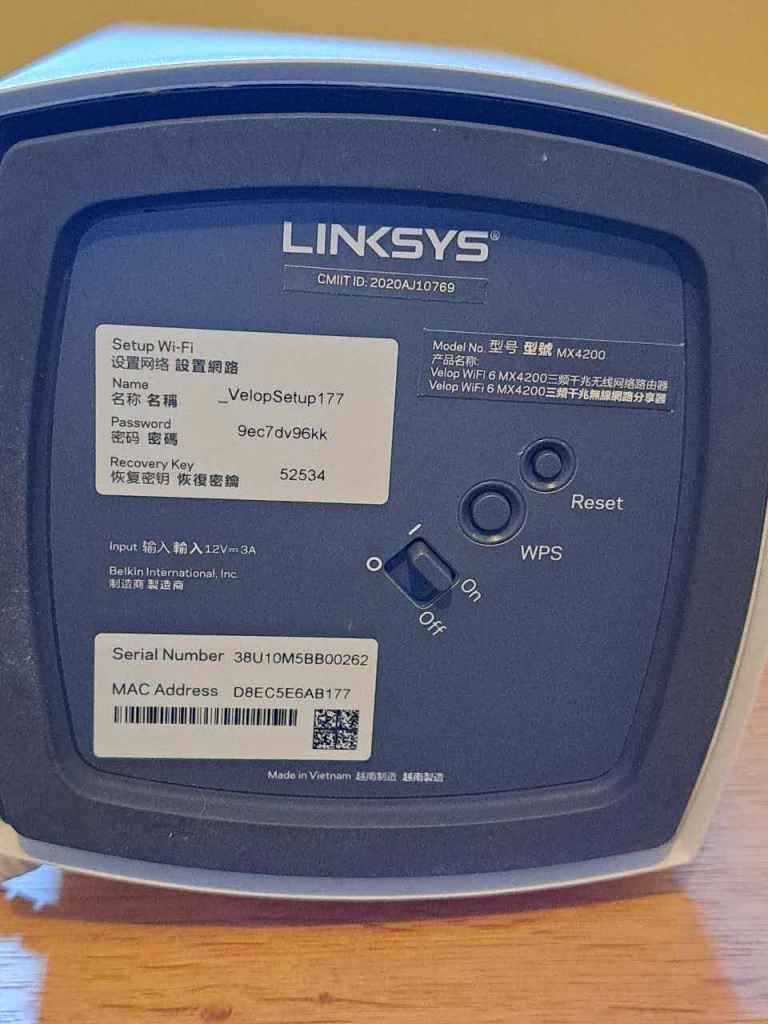 LINKSYS®
CMIIT ID: 2020AJ10769
Setup Wi-Fi
设置网络 設置網路
Name
名称 名稱 _VelopSetup177
Password
密码 密碼 9ec7dv96kk
Recovery Key
恢复密钥 恢復密鑰 52534
Model No. 型号 型號 MX4200
产品名称:
Velop WiFi 6 MX4200三频千兆无线网络路由器
Velop WiFi 6 MX4200三頻千兆無線網路分享器
Reset
WPS
I
O
On
Off
Input 输入 輸入 12V⎓3A
Belkin International, Inc.
制造商 製造商
Serial Number 38U10M5BB00262
MAC Address D8EC5E6AB177
Made in Vietnam 越南制造 越南製造